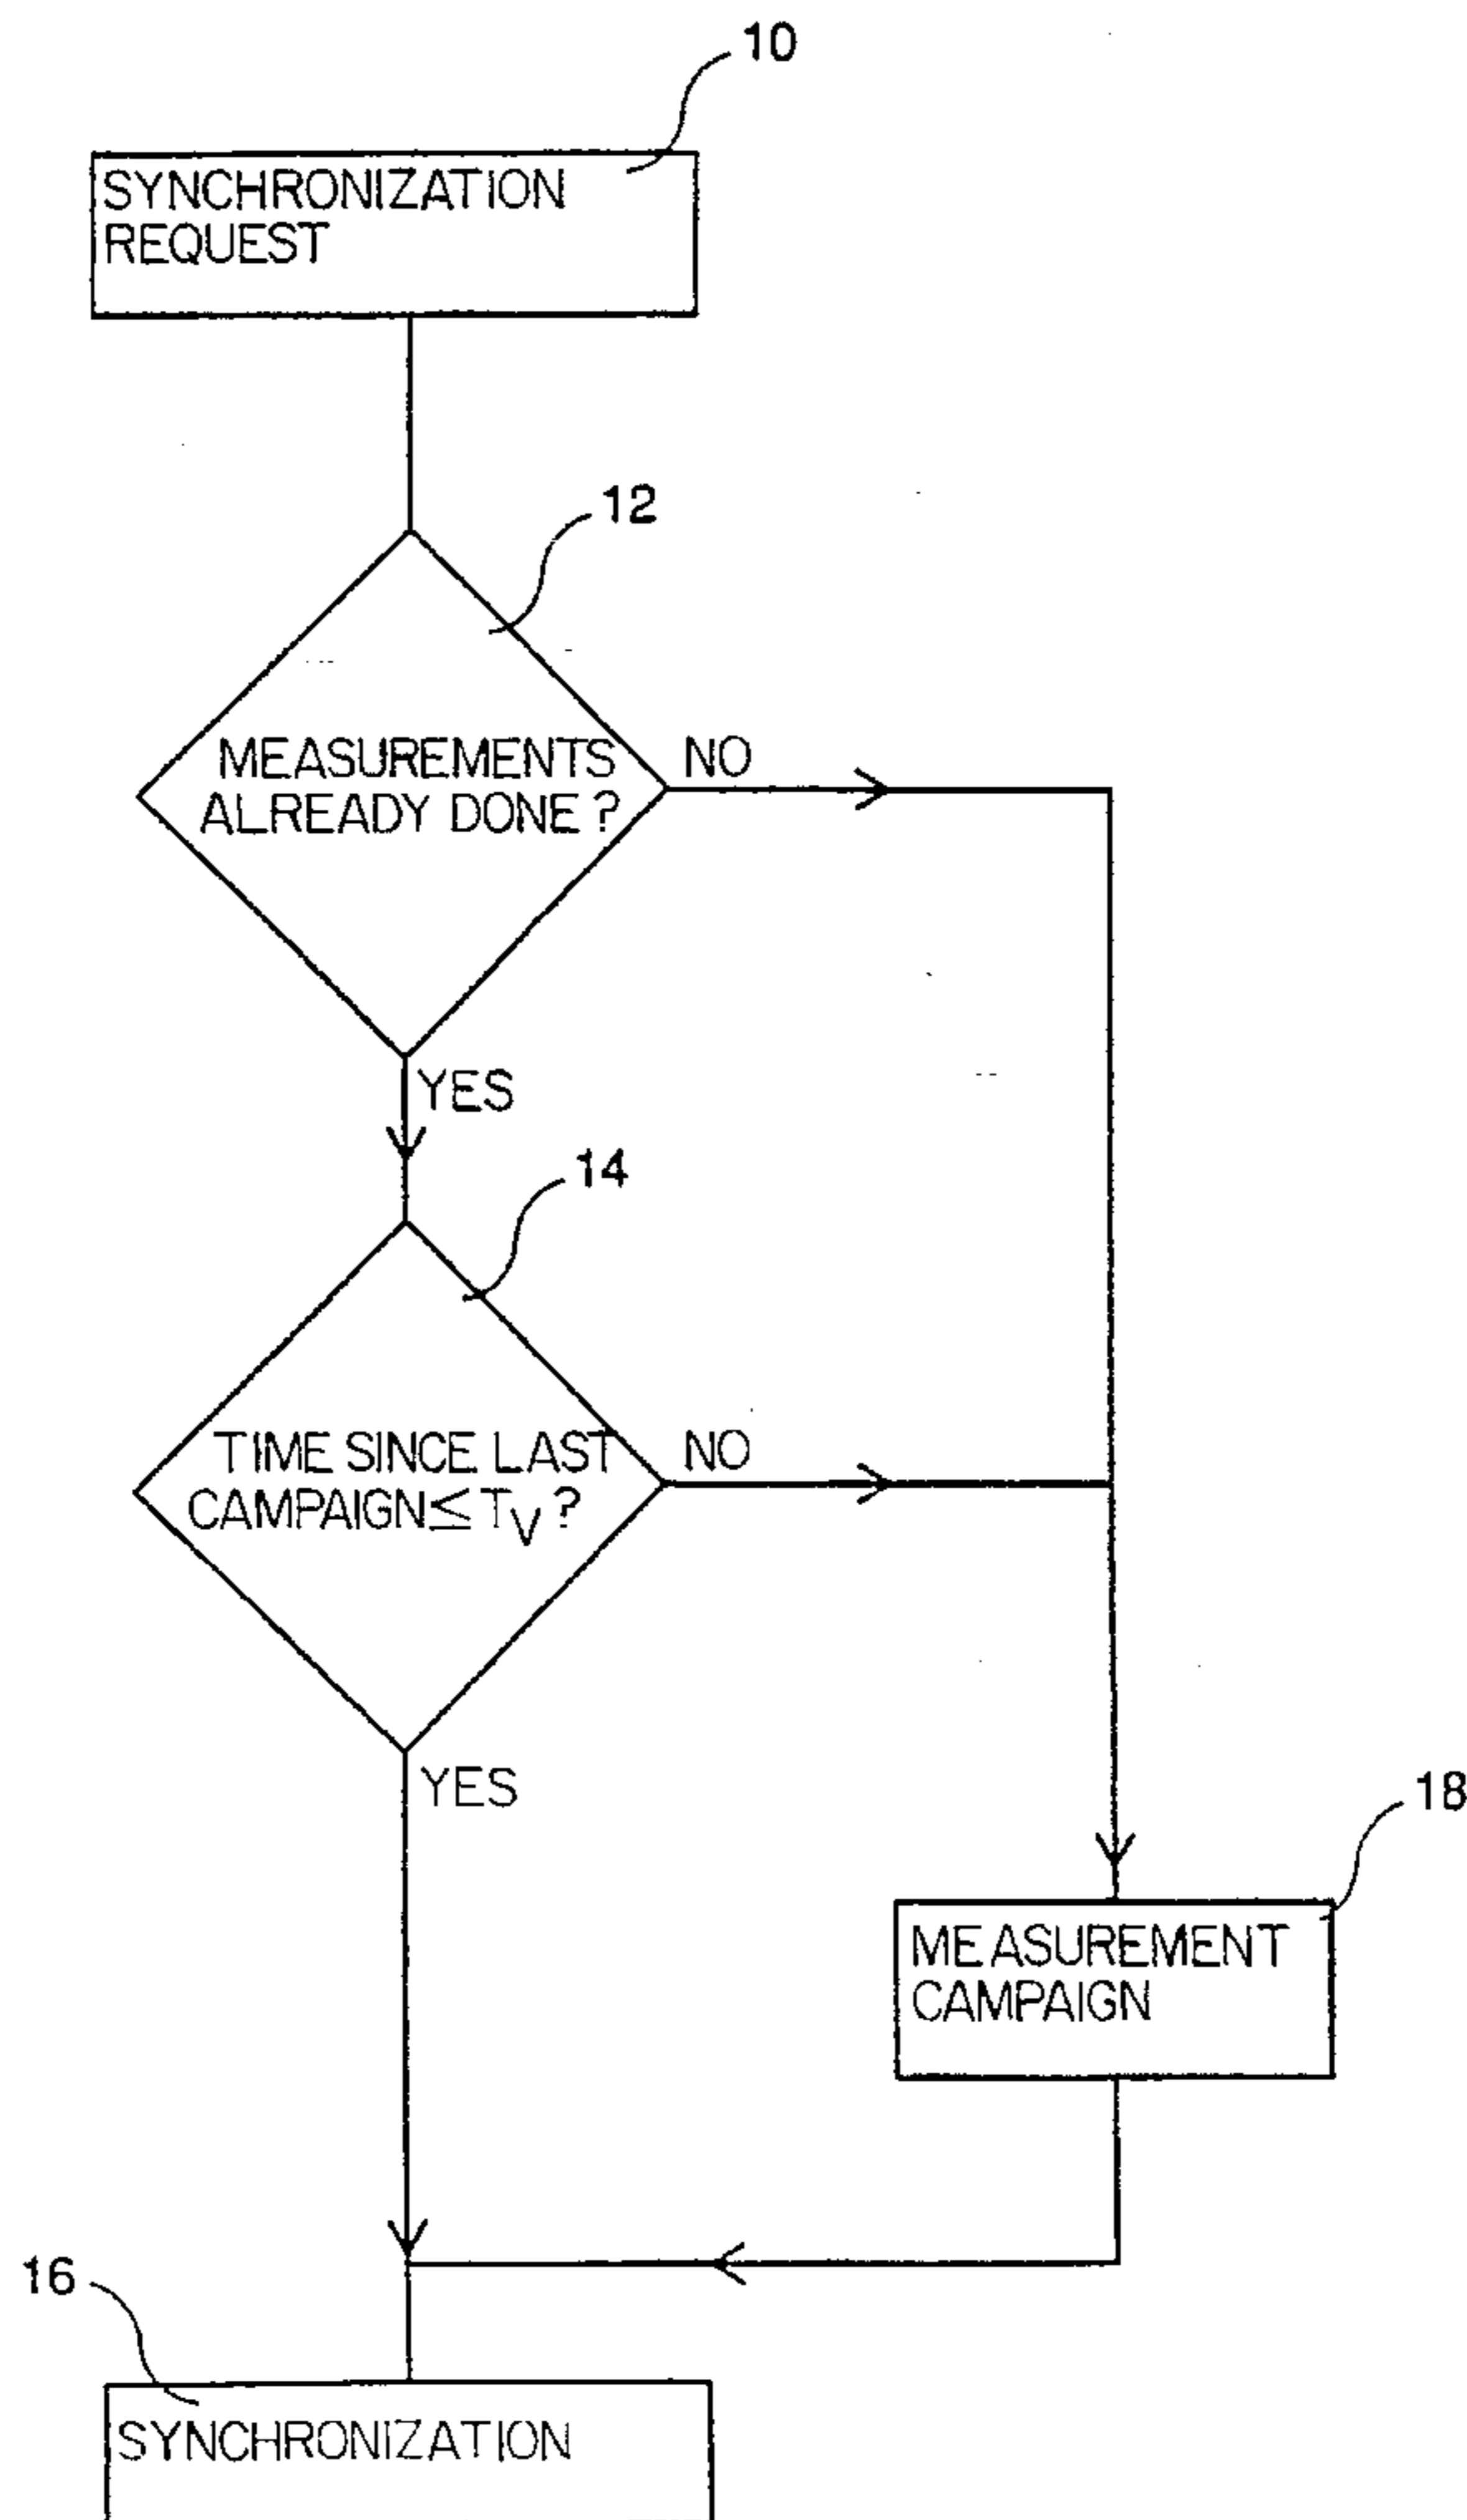 10
SYNCHRONIZATION
REQUEST
12
MEASUREMENTS
ALREADY DONE?
NO
YES
14
TIME SINCE LAST
CAMPAIGN≤TV?
NO
YES
18
MEASUREMENT
CAMPAIGN
16
SYNCHRONIZATION